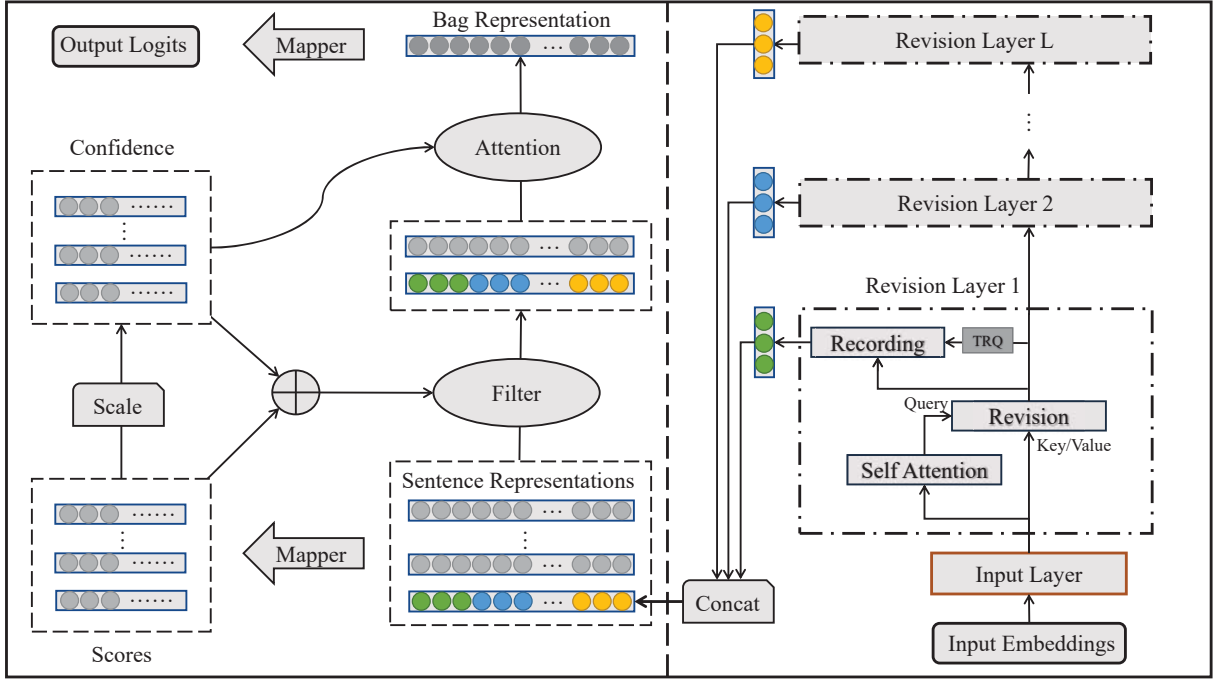 Output Logits
Mapper
Bag Representation
...
Attention
Confidence
......
...
......
......
...
...
Scale
Filter
Scores
......
...
......
......
Mapper
Sentence Representations
...
...
...
...
Revision Layer L
...
Revision Layer 2
Revision Layer 1
Recording
TRQ
Query
Revision
Key/Value
Self Attention
Input Layer
Concat
Input Embeddings